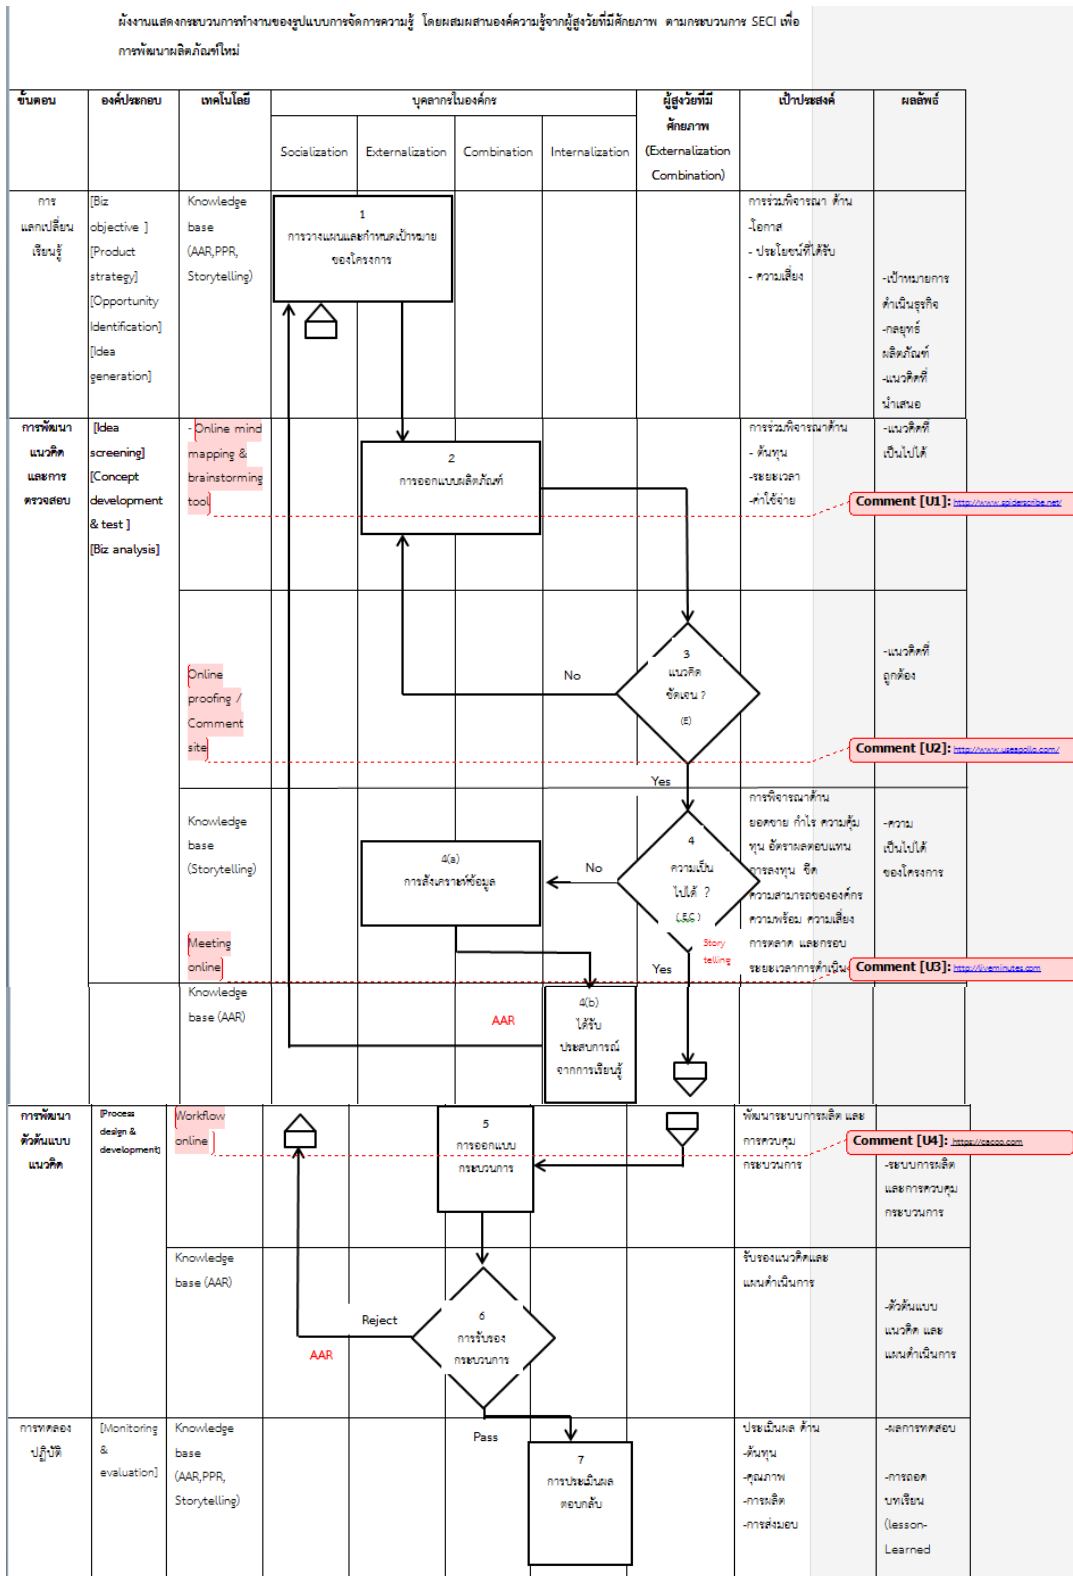 ผังงานแสดงกระบวนการทำงานของรูปแบบการจัดการความรู้ โดยผสมผสานองค์ความรู้จากผู้สูงวัยที่มีศักยภาพ ตามกระบวนการ SECI เพื่อ
การพัฒนาผลิตภัณฑ์ใหม่
ขั้นตอน
องค์ประกอบ
เทคโนโลยี
บุคลากรในองค์กร
Socialization
Externalization
Combination
Internalization
ผู้สูงวัยที่มี
ศักยภาพ
(Externalization
Combination)
เป้าประสงค์
ผลลัพธ์
การ
แลกเปลี่ยน
เรียนรู้
[Biz
objective ]
[Product
strategy]
[Opportunity
Identification]
[Idea
generation]
Knowledge
base
(AAR,PPR,
Storytelling)
1
การวางแผนและกำหนดเป้าหมาย
ของโครงการ
การร่วมพิจารณา ด้าน
-โอกาส
- ประโยชน์ที่ได้รับ
- ความเสี่ยง
-เป้าหมายการ
ดำเนินธุรกิจ
-กลยุทธ์
ผลิตภัณฑ์
-แนวคิดที่
นำเสนอ
การพัฒนา
แนวคิด
และการ
ตรวจสอบ
[Idea
screening]
[Concept
development
& test ]
[Biz analysis]
- Online mind
mapping &
brainstorming
tool
2
การออกแบบผลิตภัณฑ์
การร่วมพิจารณาด้าน
- ต้นทุน
-ระยะเวลา
-ค่าใช้จ่าย
-แนวคิดที่
เป็นไปได้
Comment [U1]: http://www.spiderscribe.net/
Online
proofing /
Comment
site
No
3
แนวคิด
ชัดเจน ?
(E)
-แนวคิดที่
ถูกต้อง
Comment [U2]: http://www.useapollo.com/
Yes
Knowledge
base
(Storytelling)
4(a)
การสังเคราะห์ข้อมูล
No
4
ความเป็น
ไปได้ ?
(,E,C )
Story
telling
Yes
การพิจารณาด้าน
ยอดขาย กำไร ความคุ้ม
ทุน อัตราผลตอบแทน
การลงทุน ขีด
ความสามารถขององค์กร
ความพร้อม ความเสี่ยง
การตลาด และกรอบ
ระยะเวลาการดำเนิน
-ความ
เป็นไปได้
ของโครงการ
Meeting
online
Comment [U3]: http://liveminutes.com
Knowledge
base (AAR)
AAR
4(b)
ได้รับ
ประสบการณ์
จากการเรียนรู้
การพัฒนา
ตัวต้นแบบ
แนวคิด
[Process
design &
development]
Workflow
online
5
การออกแบบ
กระบวนการ
พัฒนาระบบการผลิต และ
การควบคุม
กระบวนการ
Comment [U4]: https://cacoo.com
-ระบบการผลิต
และการควบคุม
กระบวนการ
Knowledge
base (AAR)
Reject
AAR
6
การรับรอง
กระบวนการ
รับรองแนวคิดและ
แผนดำเนินการ
-ตัวต้นแบบ
แนวคิด และ
แผนดำเนินการ
Pass
การทดลอง
ปฏิบัติ
[Monitoring
&
evaluation]
Knowledge
base
(AAR,PPR,
Storytelling)
7
การประเมินผล
ตอบกลับ
ประเมินผล ด้าน
-ต้นทุน
-คุณภาพ
-การผลิต
-การส่งมอบ
-ผลการทดสอบ
-การถอด
บทเรียน
(lesson-
Learned